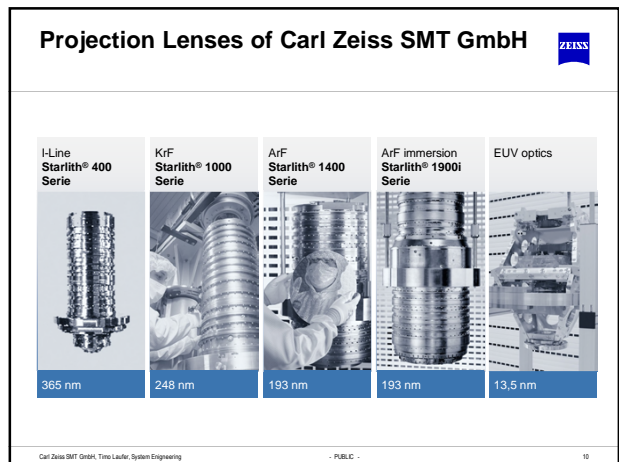 Projection Lenses of Carl Zeiss SMT GmbH
ZEISS
I-Line
Starlith® 400
Serie
KrF
Starlith® 1000
Serie
ArF
Starlith® 1400
Serie
ArF immersion
Starlith® 1900i
Serie
EUV optics
365 nm
248 nm
193 nm
193 nm
13,5 nm
Carl Zeiss SMT GmbH, Timo Laufer, System Enigneering
- PUBLIC -
10